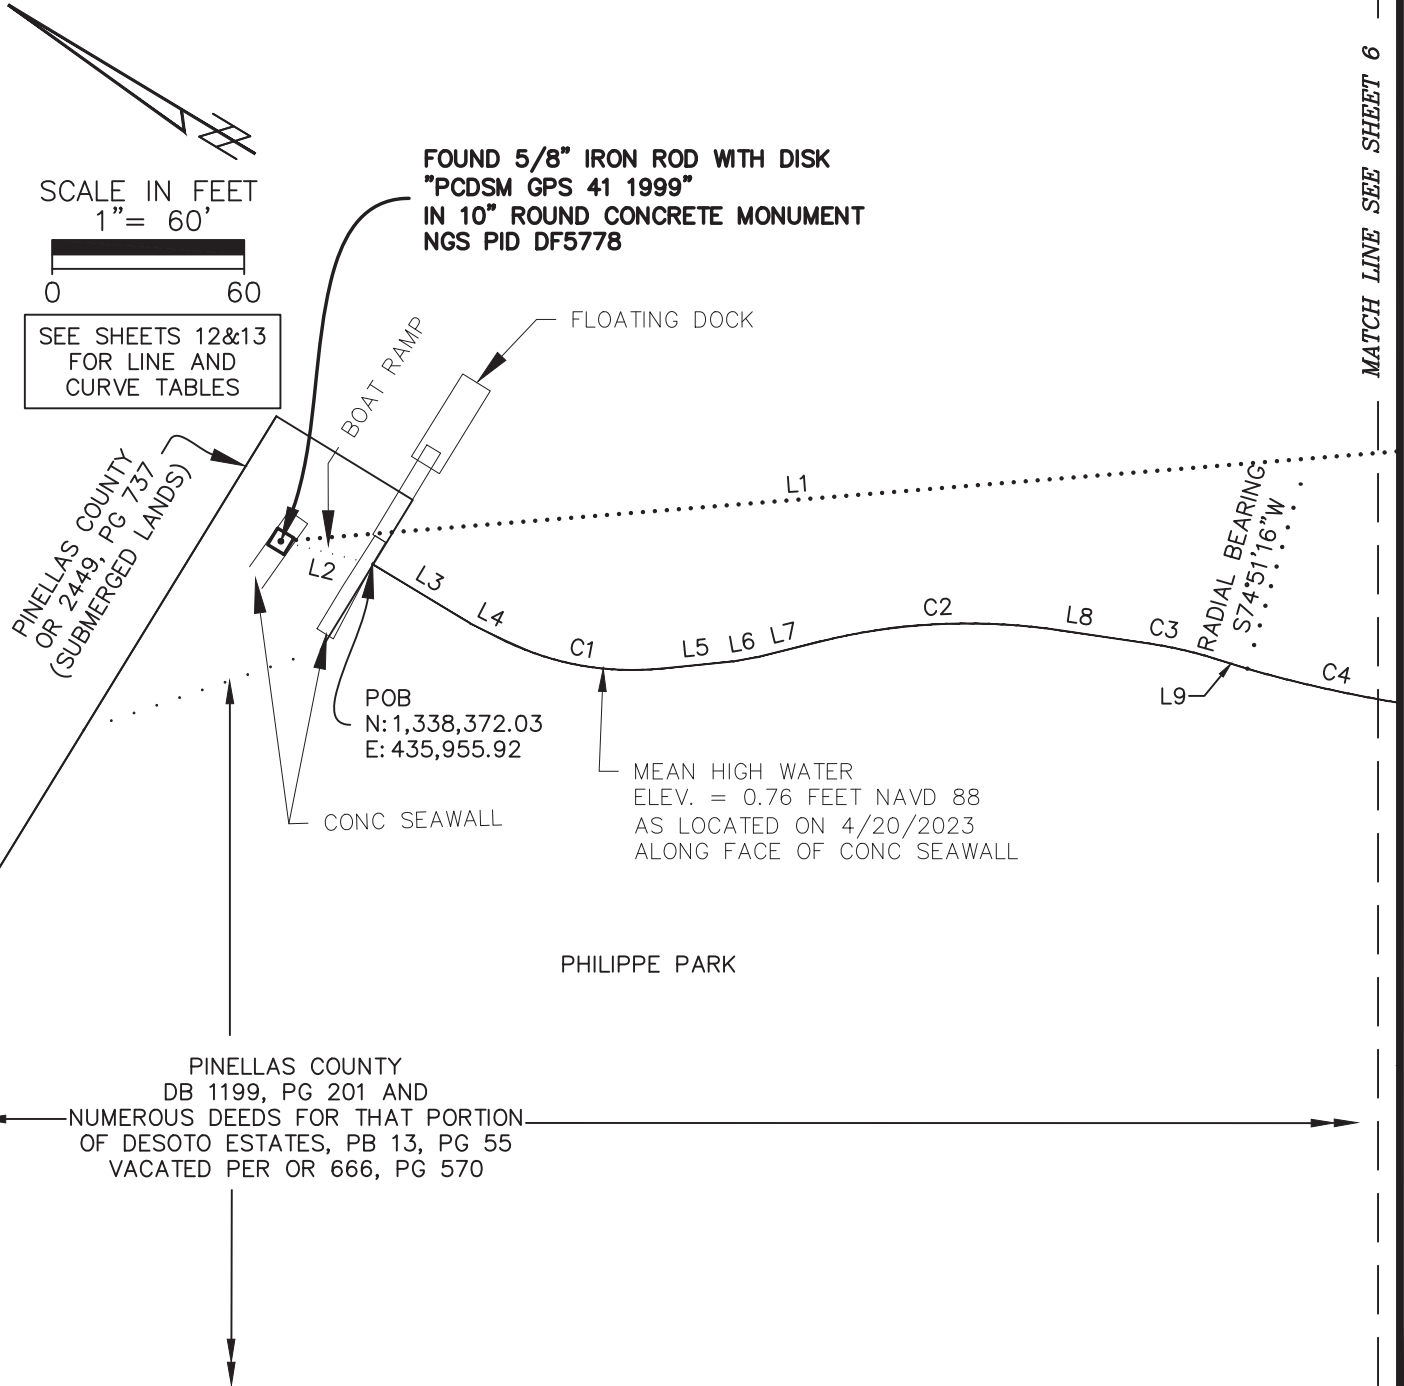 MATCH LINE SEE SHEET 6
FOUND 5/8" IRON ROD WITH DISK
"PCDSM GPS 41 1999"
IN 10" ROUND CONCRETE MONUMENT
NGS PID DF5778
SCALE IN FEET
1"= 60'
0 60
SEE SHEETS 12&13
FOR LINE AND
CURVE TABLES
FLOATING DOCK
BOAT RAMP
PINELLAS COUNTY
OR 2449, PG 737
(SUBMERGED LANDS)
L1
L2
L3
L4
C1
L5
L6
L7
C2
L8
C3
RADIAL BEARING
S74°51'16"W
L9
C4
POB
N:1,338,372.03
E:435,955.92
CONC SEAWALL
MEAN HIGH WATER
ELEV. = 0.76 FEET NAVD 88
AS LOCATED ON 4/20/2023
ALONG FACE OF CONC SEAWALL
PHILIPPE PARK
PINELLAS COUNTY
DB 1199, PG 201 AND
NUMEROUS DEEDS FOR THAT PORTION
OF DESOTO ESTATES, PB 13, PG 55
VACATED PER OR 666, PG 570